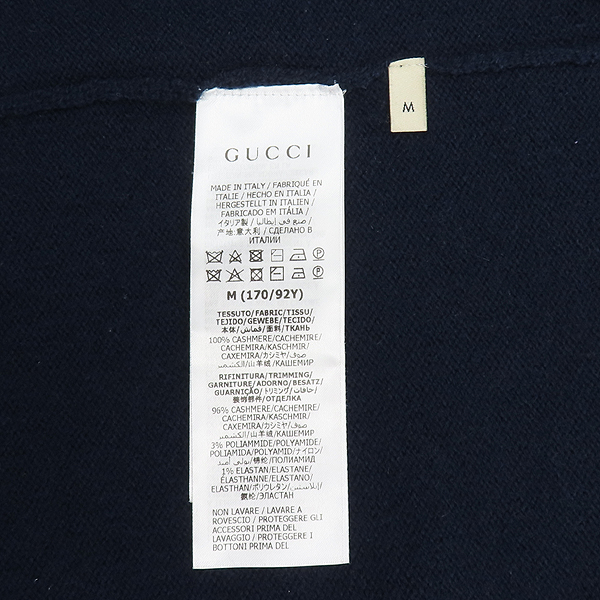 GUCCI
M
MADE IN ITALY / FABRIQUÉ EN
ITALIE / HECHO EN ITALIA /
HERGESTELLT IN ITALIEN /
FABRICADO EM ITÁLIA /
イタリア製 / صنع في إيطاليا /
产地:意大利 / СДЕЛАНО В
ИТАЛИИ
M (170/92Y)
TESSUTO/FABRIC/TISSU/
TEJIDO/GEWEBE/TECIDO/
本体/قماش/面料/ТКАНЬ
100% CASHMERE/CACHEMIRE/
CACHEMIRA/KASCHMIR/
CAXEMIRA/カシミヤ/صوف
الكشمير/山羊绒/КАШЕМИР
RIFINITURA/TRIMMING/
GARNITURE/ADORNO/BESATZ/
GUARNIÇÃO/トリミング/حافات/
装饰部件/ОТДЕЛКА
96% CASHMERE/CACHEMIRE/
CACHEMIRA/KASCHMIR/
CAXEMIRA/カシミヤ/صوف
الكشمير/山羊绒/КАШЕМИР
3% POLIAMMIDE/POLYAMIDE/
POLIAMIDA/POLYAMID/ナイロン/
بولي أميد/锦纶/ПОЛИАМИД
1% ELASTAN/ELASTANE/
ÉLASTHANNE/ELASTANO/
ELASTHAN/ポリウレタン/إيلاستين/
氨纶/ЭЛАСТАН
NON LAVARE / LAVARE A
ROVESCIO / PROTEGGERE GLI
ACCESSORI PRIMA DEL
LAVAGGIO / PROTEGGERE I
BOTTONI PRIMA DEL